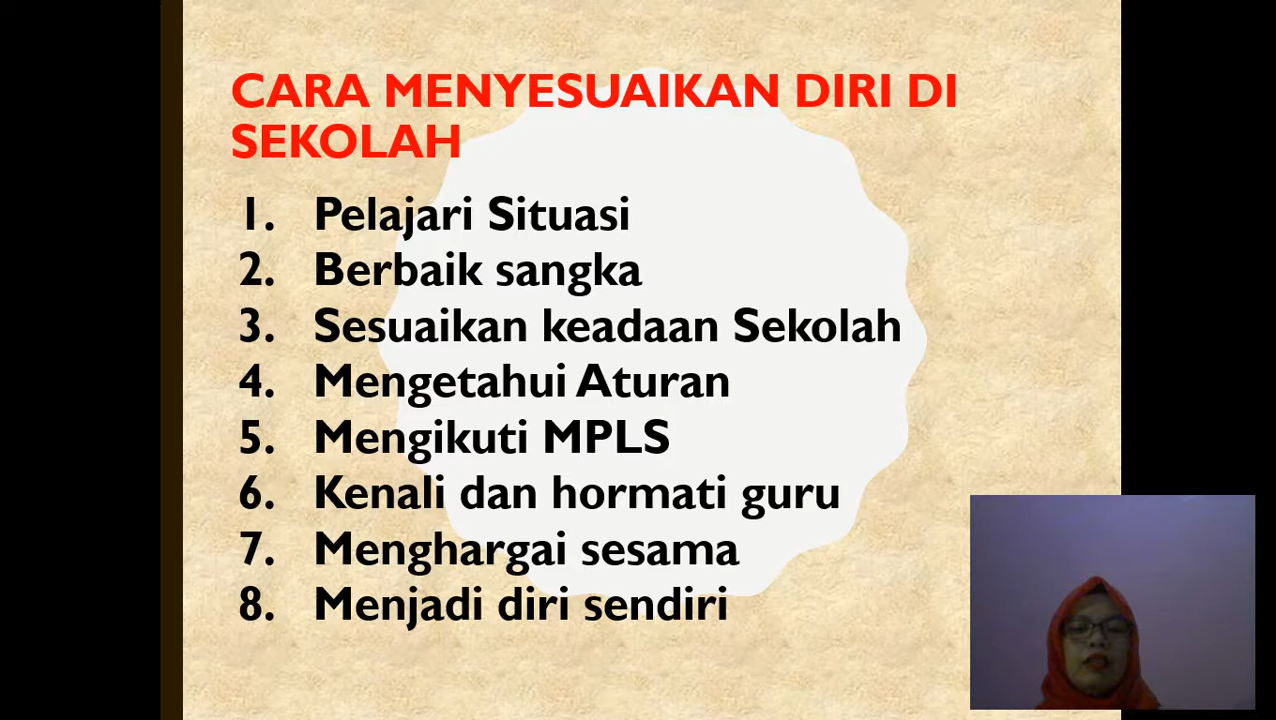 CARA MENYESUAIKAN DIRI DI
SEKOLAH
1. Pelajari Situasi
2. Berbaik sangka
3. Sesuaikan keadaan Sekolah
4. Mengetahui Aturan
5. Mengikuti MPLS
6. Kenali dan hormati guru
7. Menghargai sesama
8. Menjadi diri sendiri